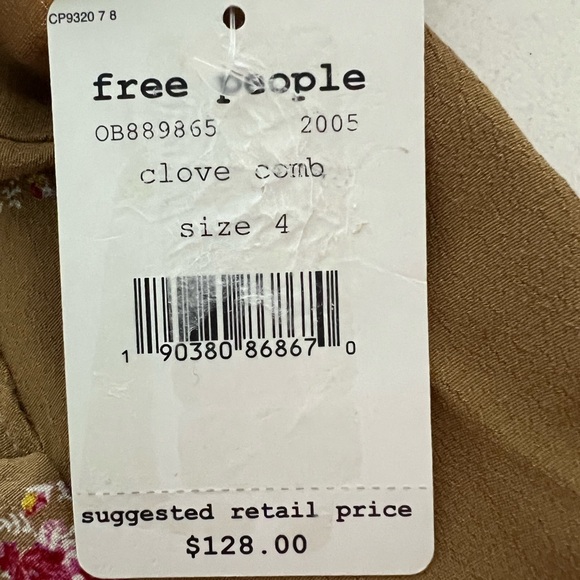 CP9320 7 8
free people
OB889865 2005
clove comb
size 4
1 90380 86867 0
suggested retail price
$128.00